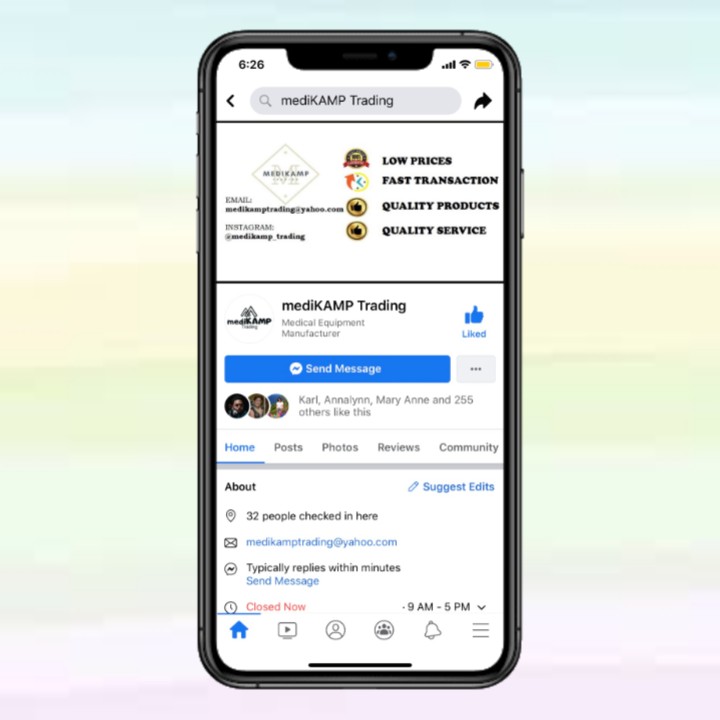 6:26
mediKAMP Trading
MEDIKAMP
M
EMAIL:
medikamptrading@yahoo.com
INSTAGRAM:
@medikamp_trading
LOW PRICES
FAST TRANSACTION
QUALITY PRODUCTS
QUALITY SERVICE
mediKAMP
Trading
mediKAMP Trading
Medical Equipment
Manufacturer
Liked
Send Message
Karl, Annalynn, Mary Anne and 255
others like this
Home Posts Photos Reviews Community
About
Suggest Edits
32 people checked in here
medikamptrading@yahoo.com
Typically replies within minutes
Send Message
Closed Now · 9 AM - 5 PM